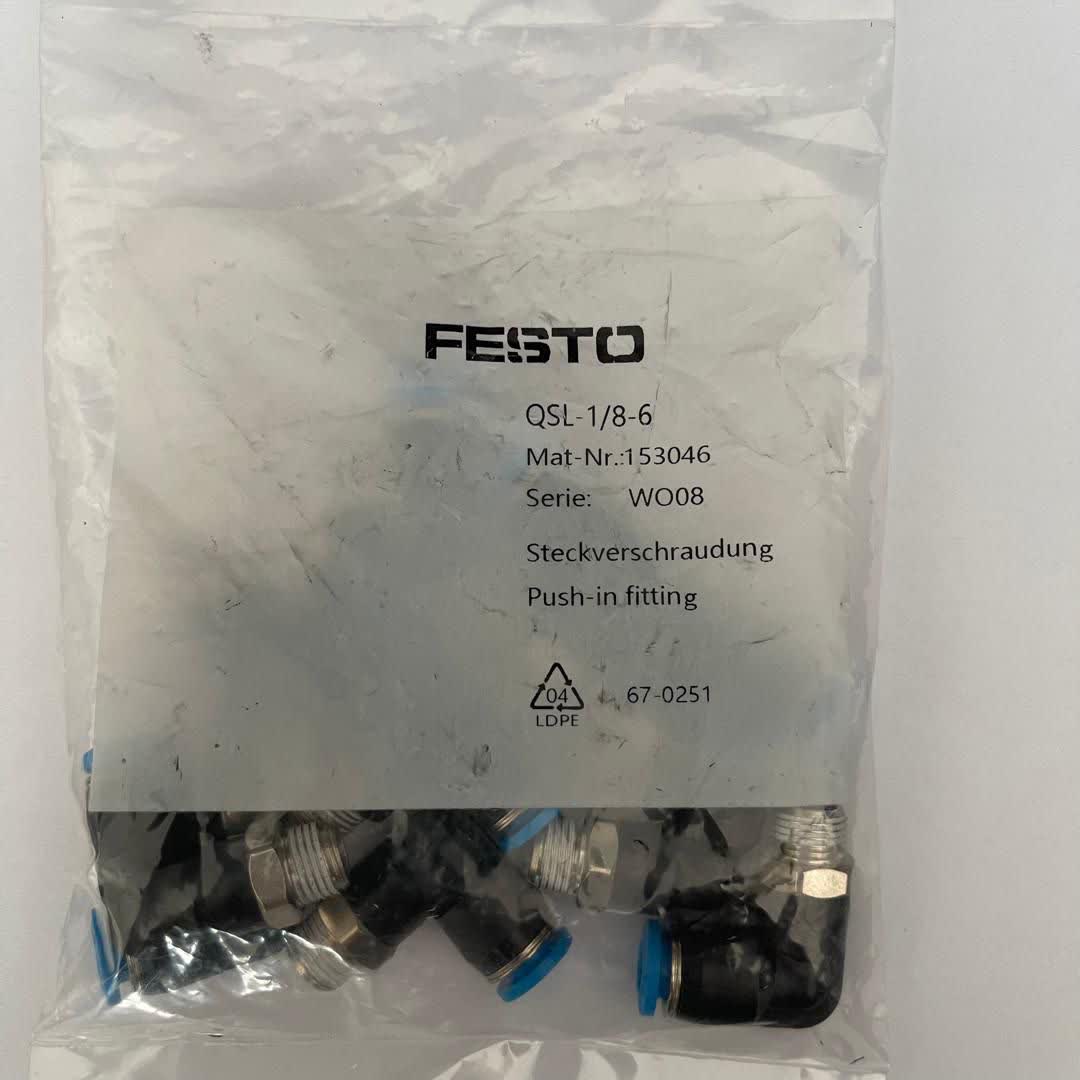 FESTO
QSL-1/8-6
Mat-Nr.:153046
Serie: WO08
Steckverschraudung
Push-in fitting
04 67-0251
LDPE